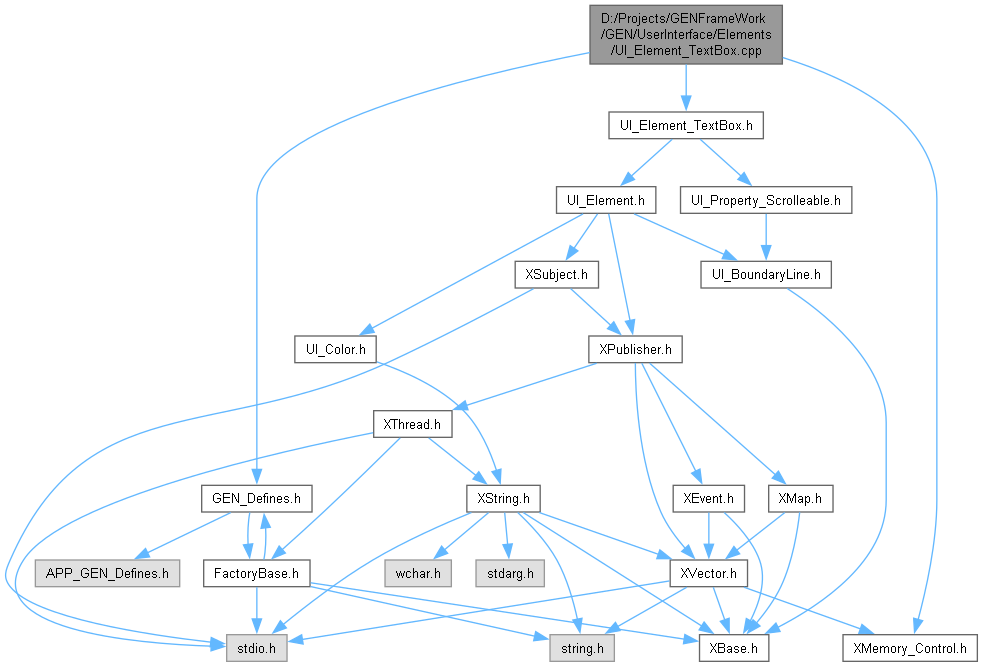 D:/Projects/GENFrameWork
/GEN/UserInterface/Elements
/UI_Element_TextBox.cpp
UI_Element_TextBox.h
UI_Element.h
UI_Property_Scrolleable.h
XSubject.h
UI_BoundaryLine.h
UI_Color.h
XPublisher.h
XThread.h
GEN_Defines.h
XString.h
XEvent.h
XMap.h
APP_GEN_Defines.h
FactoryBase.h
wchar.h
stdarg.h
XVector.h
stdio.h
string.h
XBase.h
XMemory_Control.h